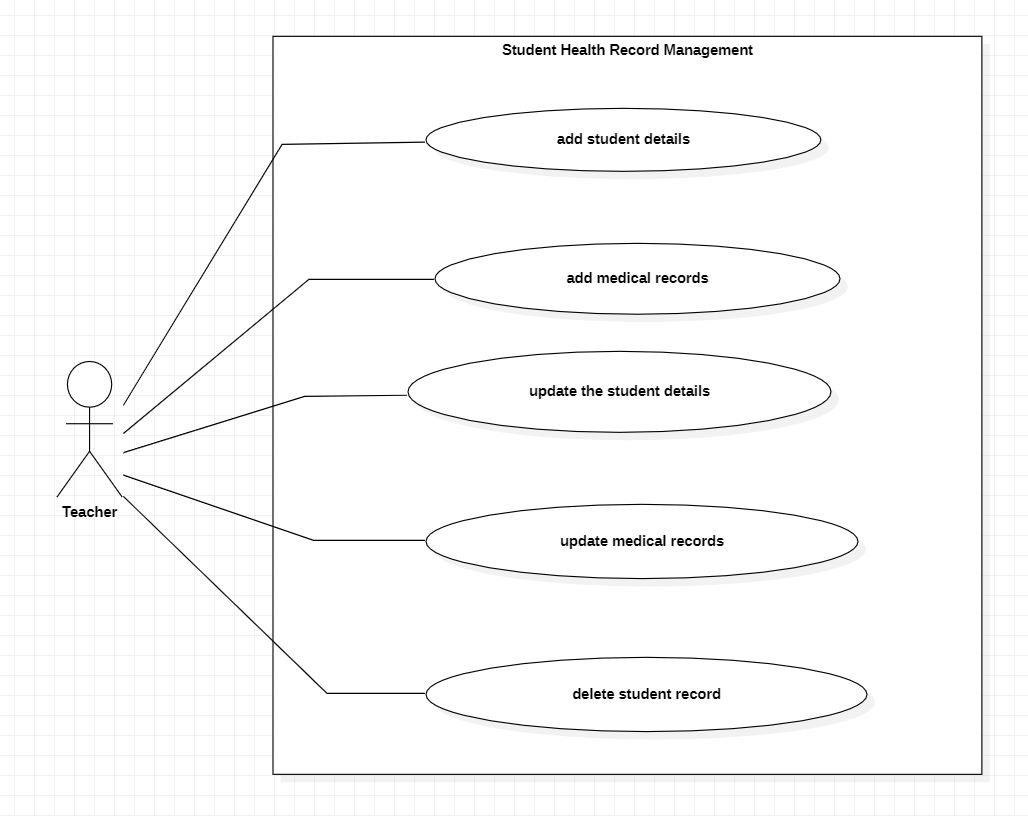 Student Health Record Management
add student details
add medical records
update the student details
Teacher
update medical records
delete student record